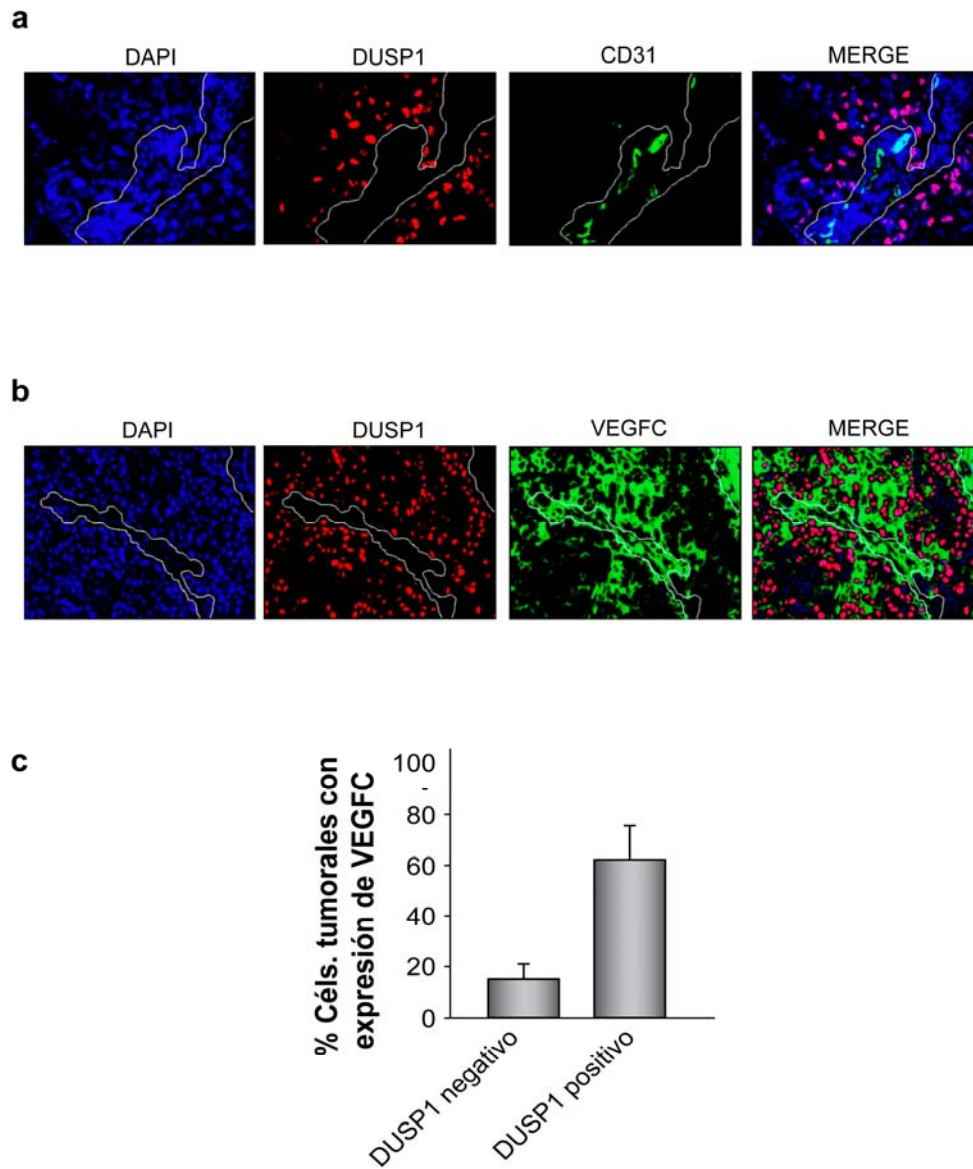 a
DAPI DUSP1 CD31 MERGE
b
DAPI DUSP1 VEGFC MERGE
c
% Céls. tumorales con
expresión de VEGFC
100
-
80
60
40
20
0
DUSP1 negativo
DUSP1 positivo